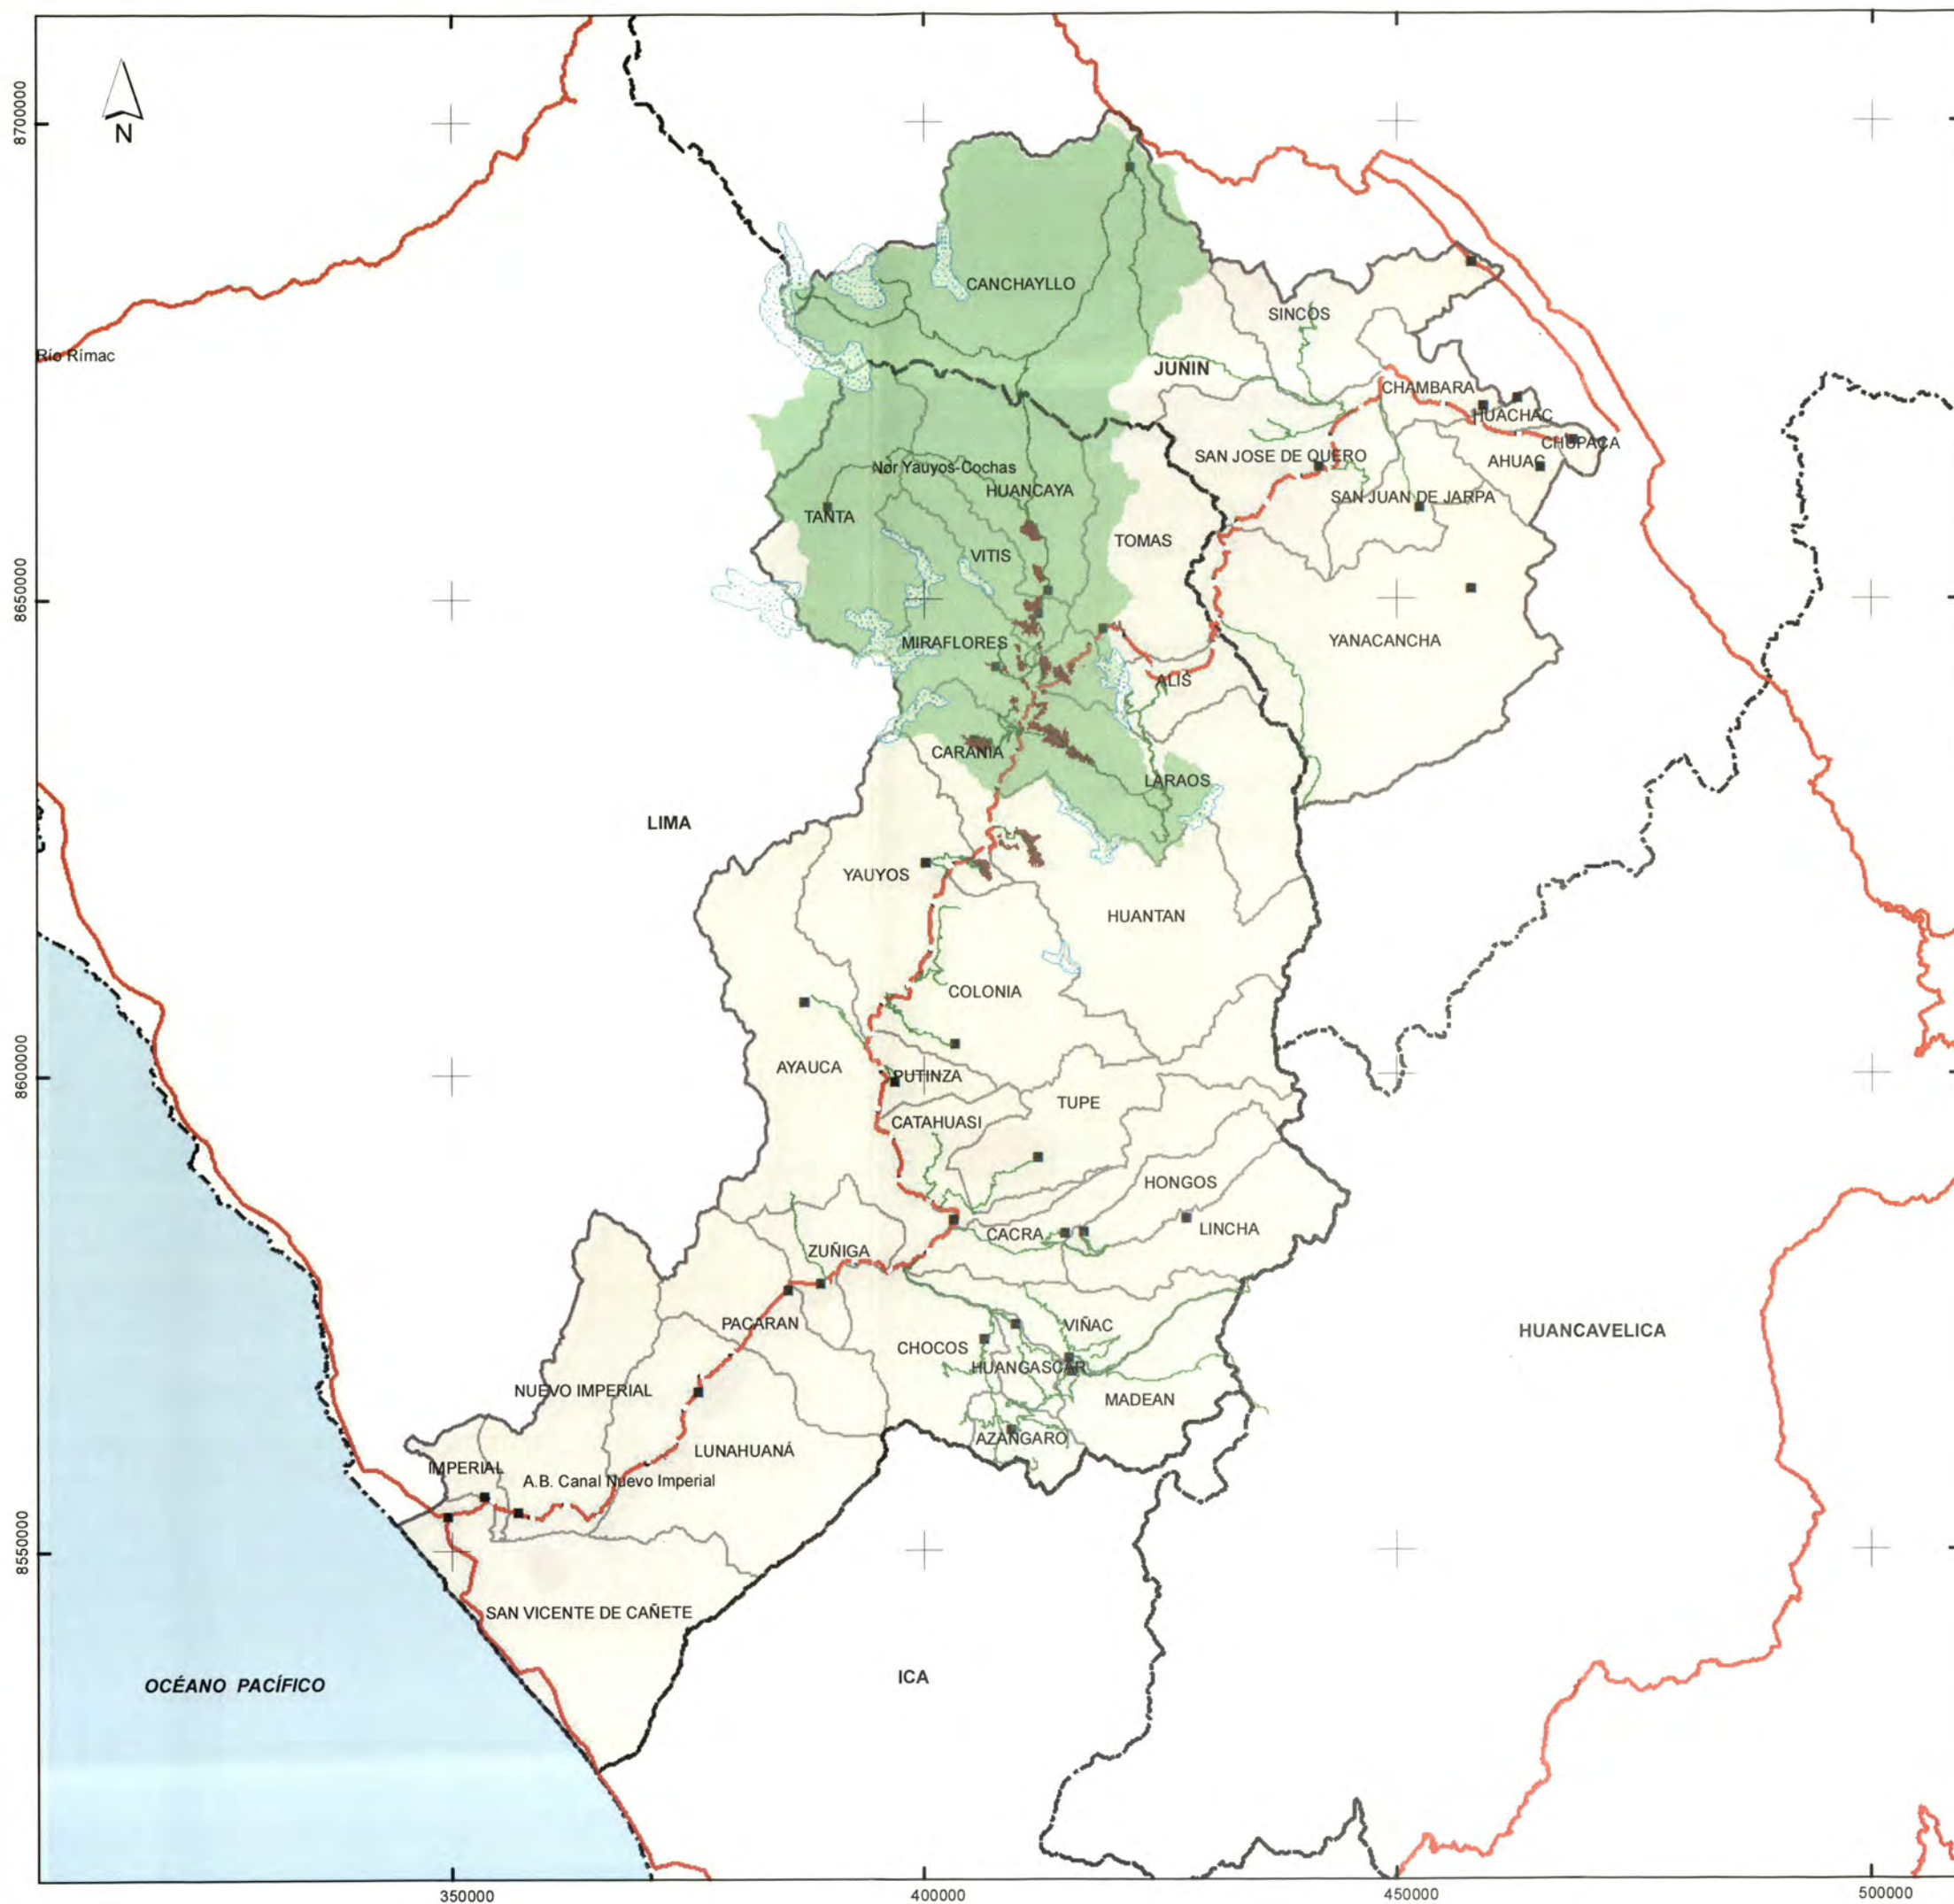 N
8700000
CANCHAYLLO
SINCOS
Río Rímac
JUNIN
CHAMBARA
HUACHAC
CHUPACA
SAN JOSE DE QUERO
AHUAC
Nor Yauyos-Cochas
HUANCAYA
SAN JUAN DE JARPA
TANTA
TOMAS
VITIS
8650000
MIRAFLORES
YANACANCHA
ALIS
CARANIA
LARAOS
LIMA
YAUYOS
HUANTAN
COLONIA
8600000
AYAUCA
PUTINZA
TUPE
CATAHUASI
HONGOS
LINCHA
CACRA
ZUÑIGA
PACARAN
VIÑAC
HUANCAVELICA
CHOCOS
HUANGASCAR
NUEVO IMPERIAL
MADEAN
AZANGARO
LUNAHUANÁ
IMPERIAL
A.B. Canal Nuevo Imperial
8550000
SAN VICENTE DE CAÑETE
ICA
OCÉANO PACÍFICO
350000
400000
450000
500000